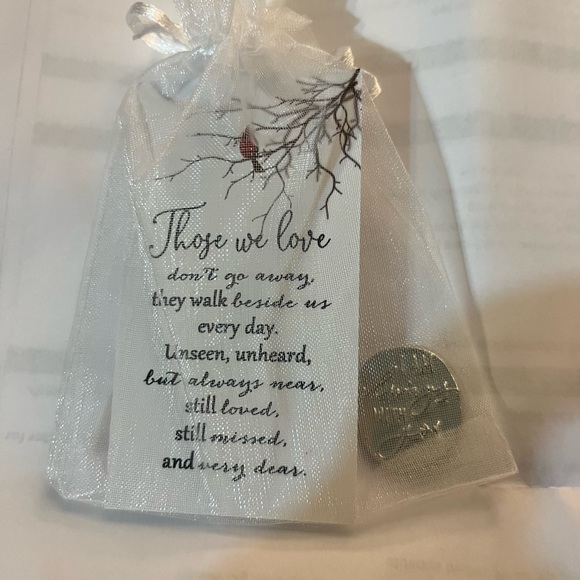 Those we love
don't go away,
they walk beside us
every day.
Unseen, unheard,
but always near,
still loved,
still missed,
and very dear.